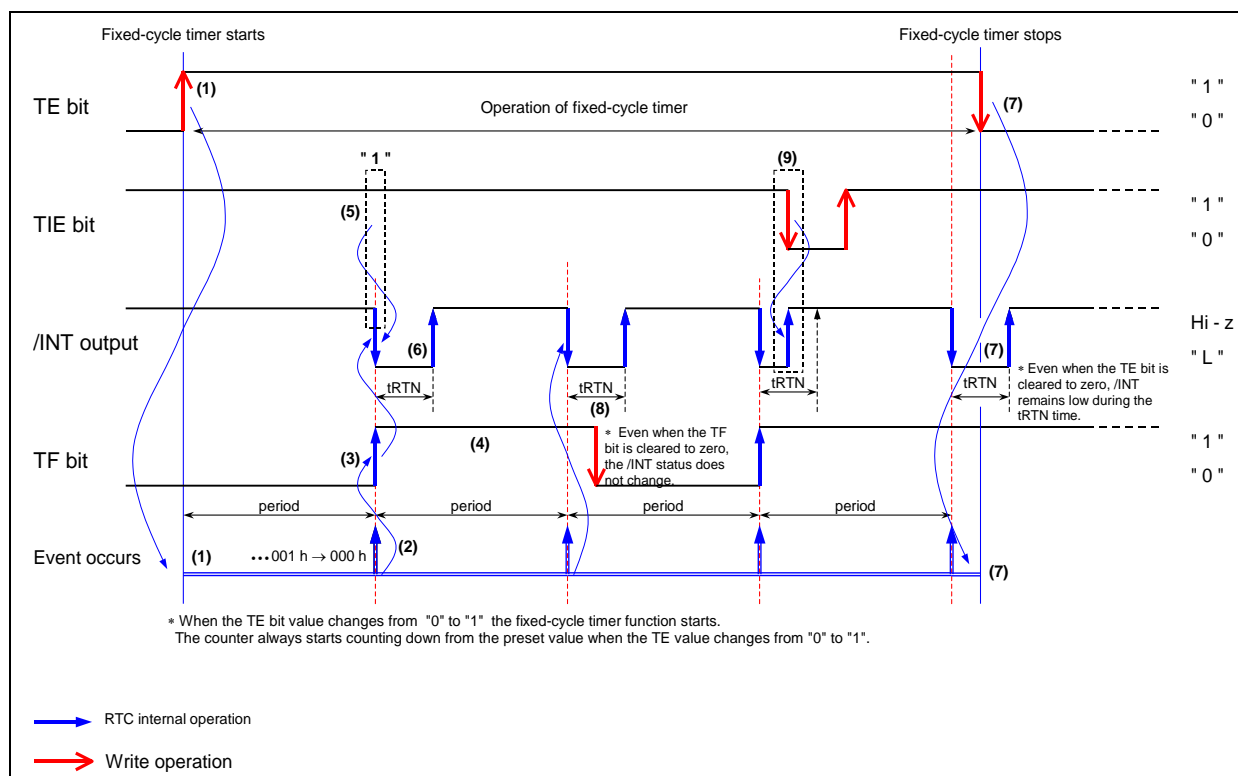 Fixed-cycle timer starts
Fixed-cycle timer stops
TE bit
(1)
Operation of fixed-cycle timer
(7)
" 1 "
" 0 "
" 1 "
(9)
TIE bit
(5)
" 1 "
" 0 "
/INT output
(6)
(7)
Hi - z
" L "
tRTN
tRTN
tRTN
tRTN
(8)
* Even when the TE bit is
cleared to zero, /INT
remains low during the
tRTN time.
TF bit
(3)
(4)
* Even when the TF
bit is cleared to zero,
the /INT status does
not change.
" 1 "
" 0 "
period
period
period
period
Event occurs
(1)
•••001 h → 000 h
(2)
(7)
* When the TE bit value changes from "0" to "1" the fixed-cycle timer function starts.
The counter always starts counting down from the preset value when the TE value changes from "0" to "1".
RTC internal operation
Write operation